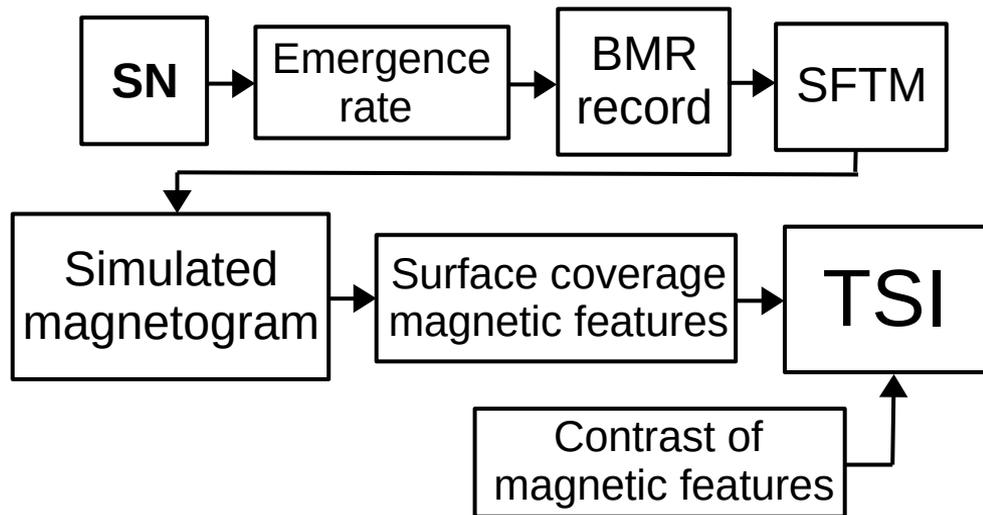 SN
Emergence
rate
BMR
record
SFTM
Simulated
magnetogram
Surface coverage
magnetic features
TSI
Contrast of
magnetic features